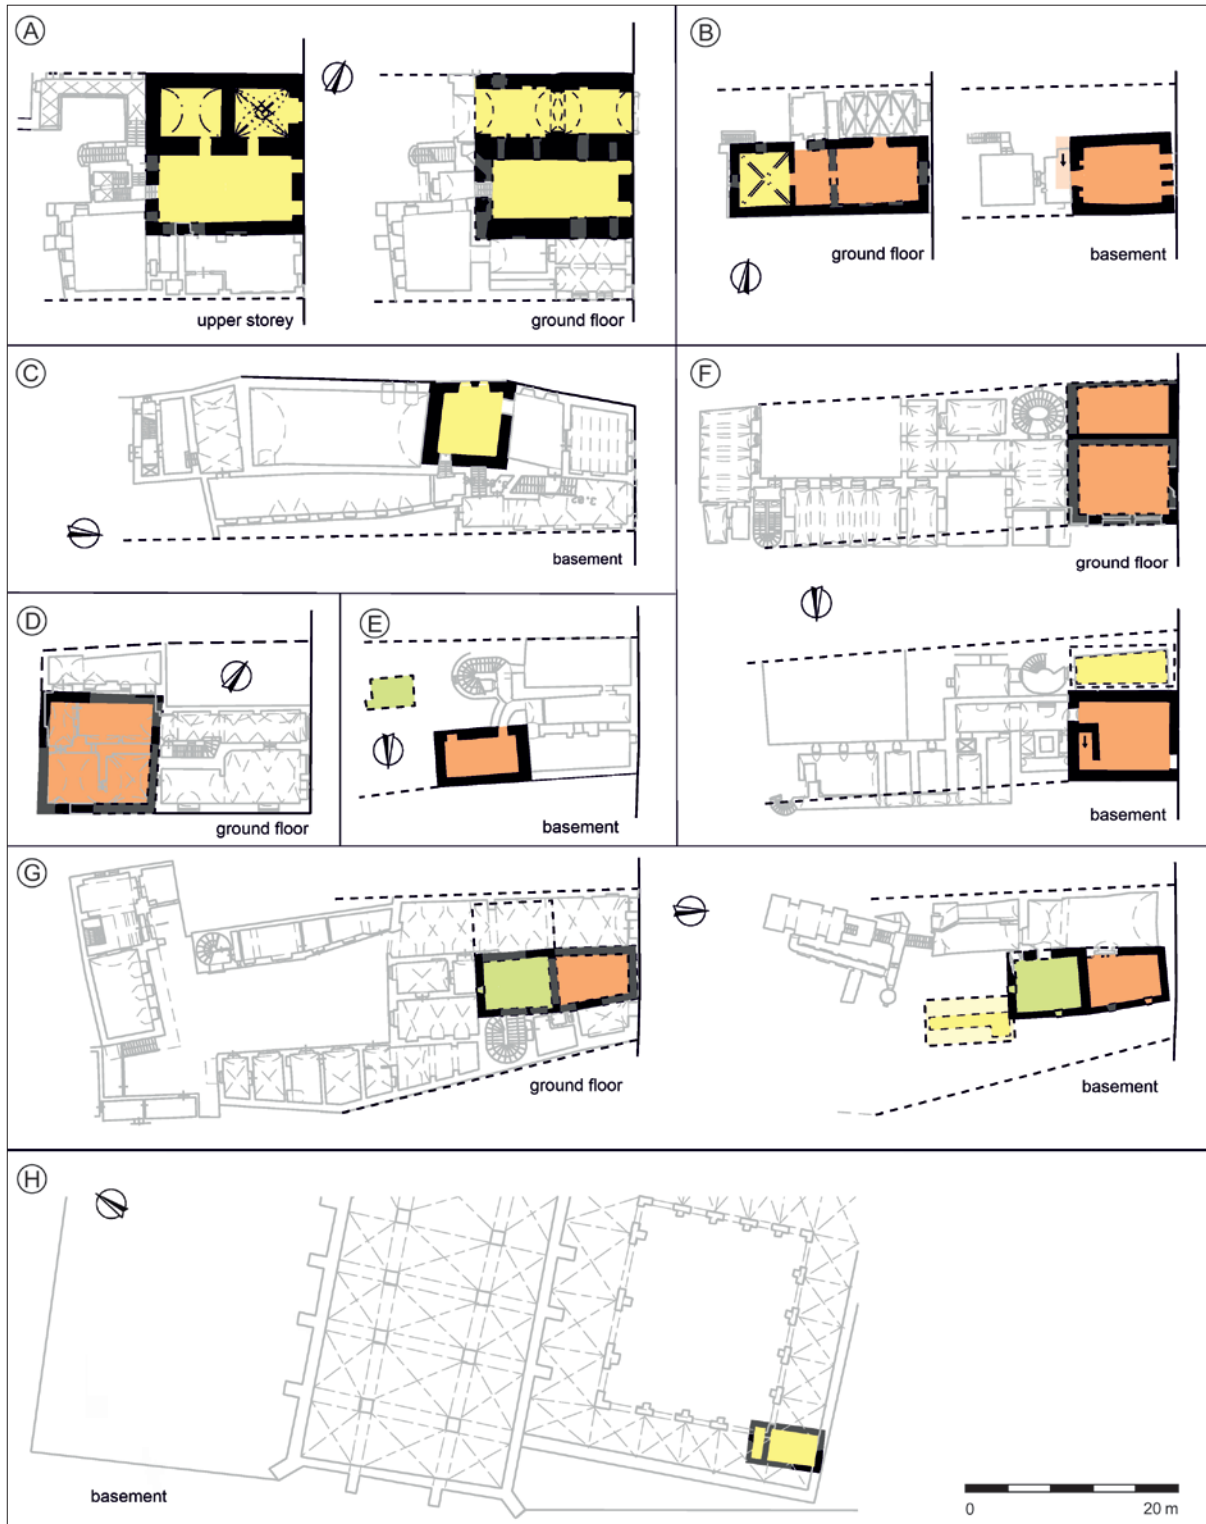 A
upper storey
ground floor
B
ground floor
basement
C
basement
F
ground floor
basement
D
ground floor
E
basement
G
ground floor
basement
H
basement
0 20 m